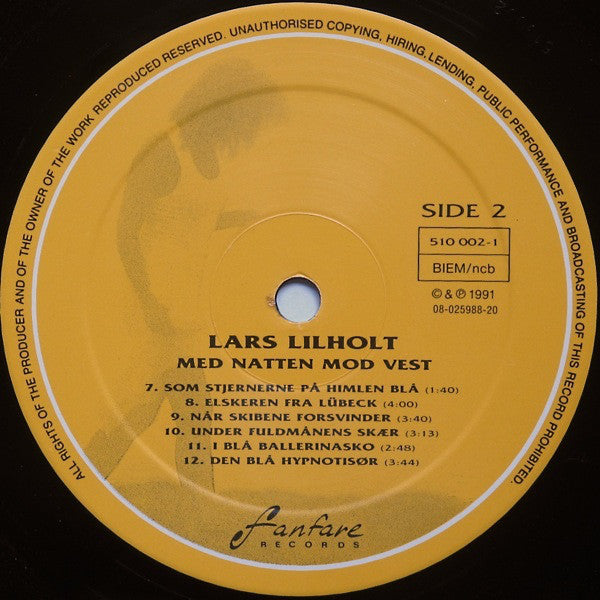 ALL RIGHTS OF THE PRODUCER AND OF THE OWNER OF THE WORK REPRODUCED RESERVED. UNAUTHORISED COPYING, HIRING, LENDING, PUBLIC PERFORMANCE AND BROADCASTING OF THIS RECORD PROHIBITED.
SIDE 2
510 002-1
BIEM/ncb
© & ℗ 1991
08-025988-20
LARS LILHOLT
MED NATTEN MOD VEST
7. SOM STJERNERNE PÅ HIMLEN BLÅ (1:40)
8. ELSKEREN FRA LÜBECK (4:00)
9. NÅR SKIBENE FORSVINDER (3:40)
10. UNDER FULDMÅNENS SKÆR (3:13)
11. I BLÅ BALLERINASKO (2:48)
12. DEN BLÅ HYPNOTISØR (3:44)
fanfare
RECORDS